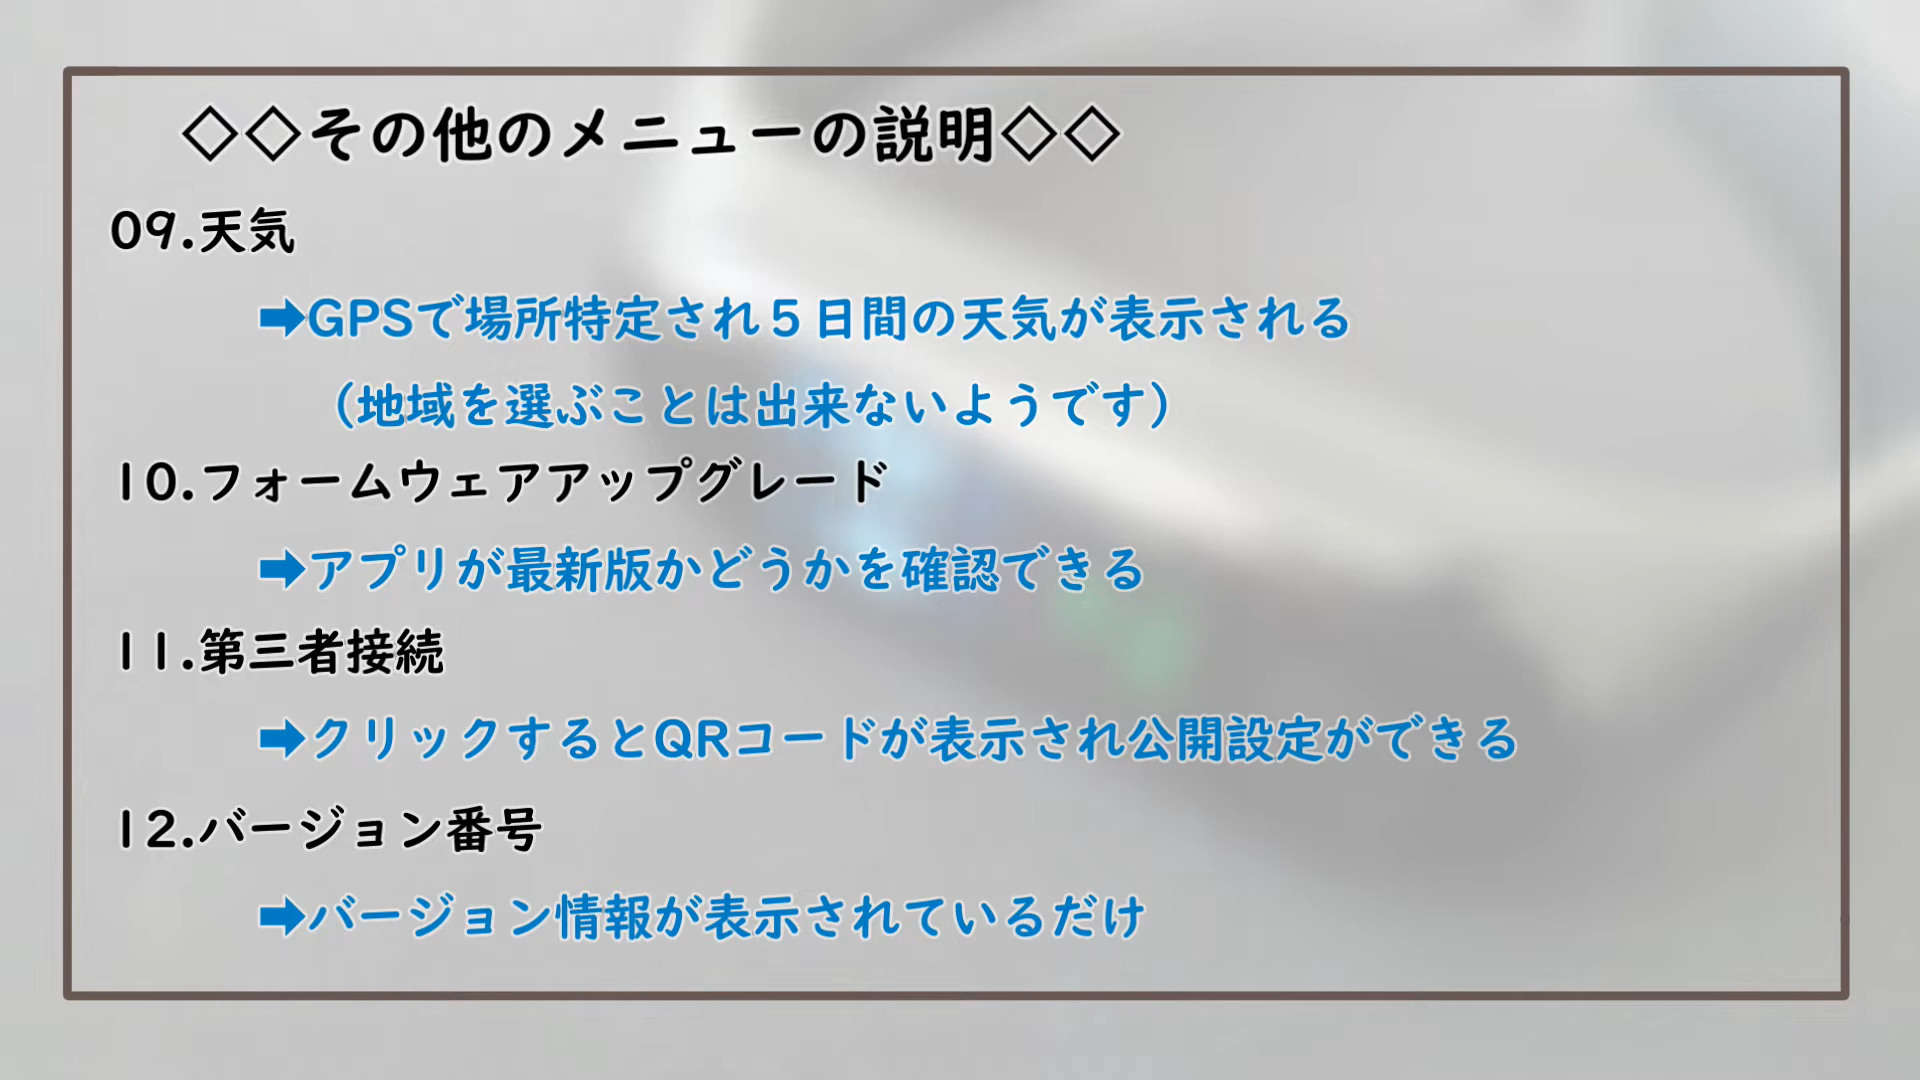 ◇◇その他のメニューの説明◇◇
09.天気
➡GPSで場所特定され５日間の天気が表示される
（地域を選ぶことは出来ないようです）
10.フォームウェアアップグレード
➡アプリが最新版かどうかを確認できる
11.第三者接続
➡クリックするとQRコードが表示され公開設定ができる
12.バージョン番号
➡バージョン情報が表示されているだけ